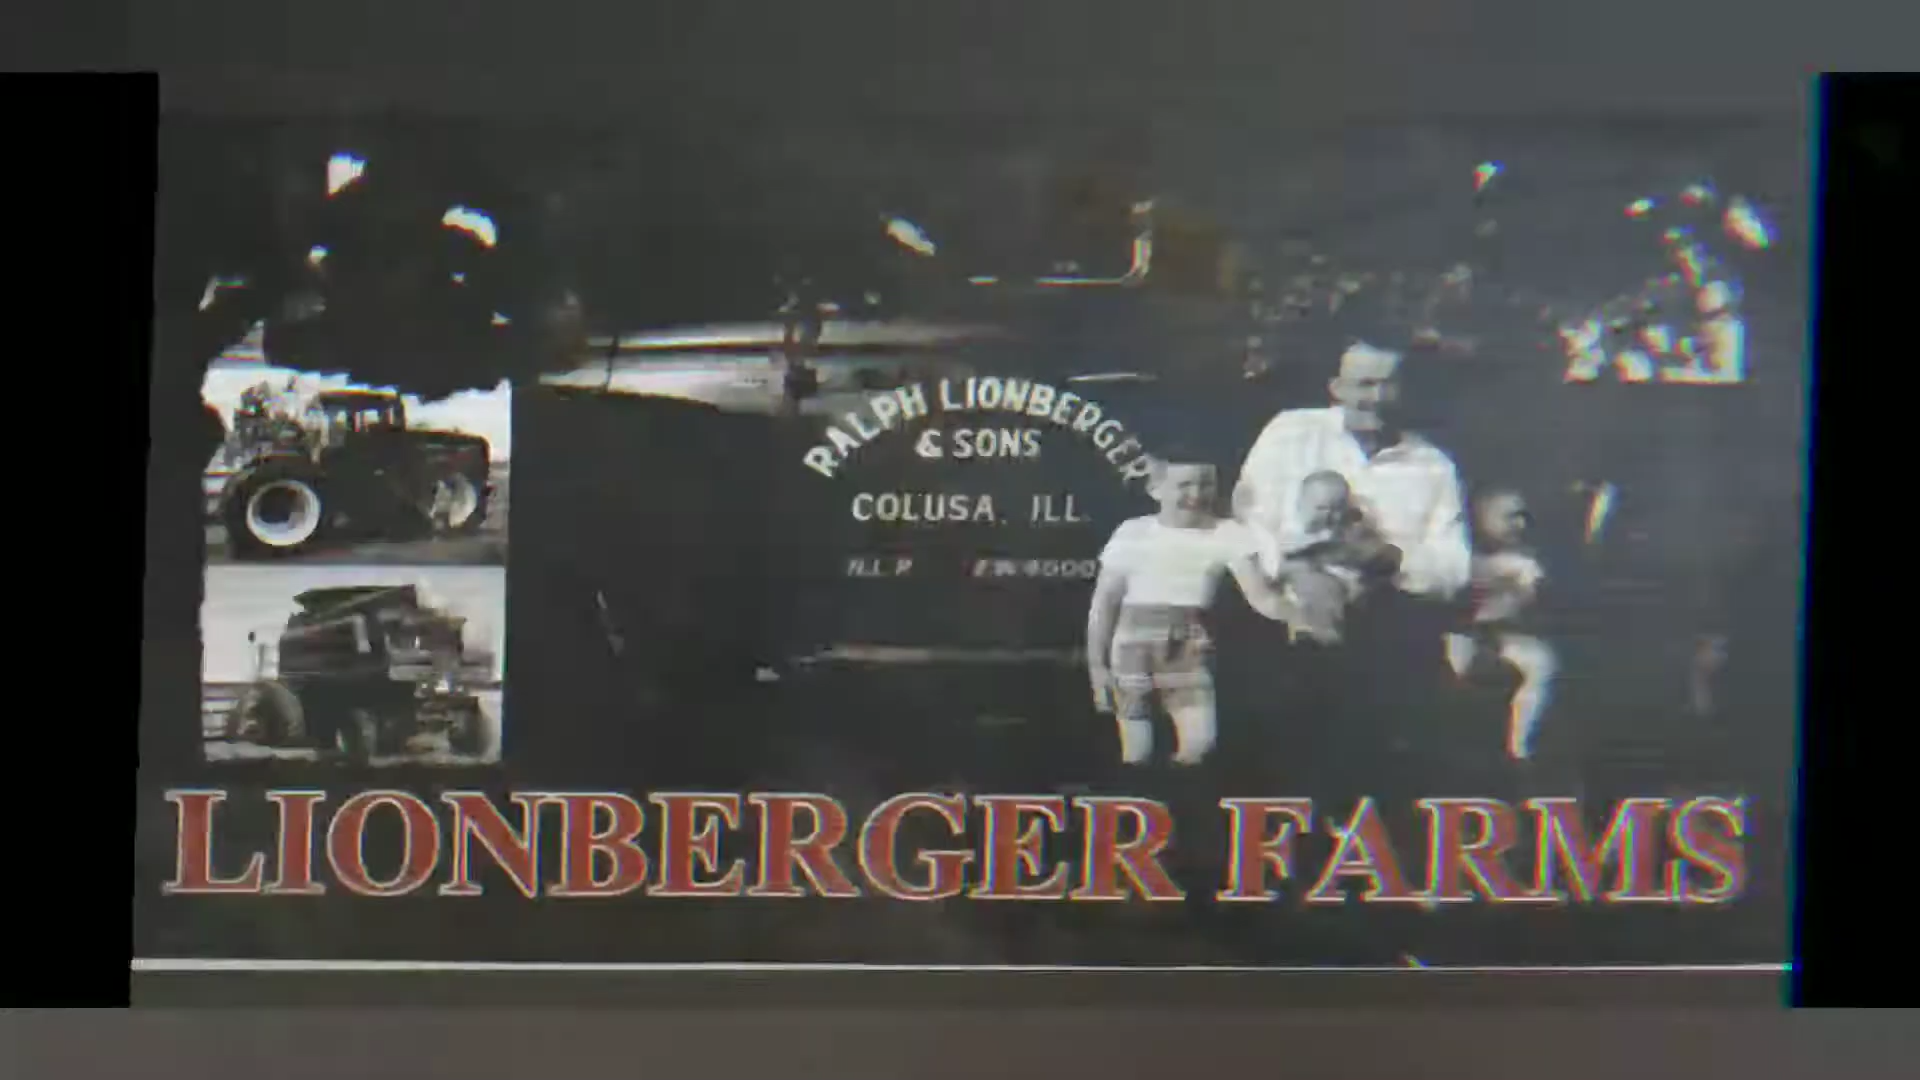 RALPH LIONBERGER
& SONS
COLUSA, ILL.
LIONBERGER FARMS